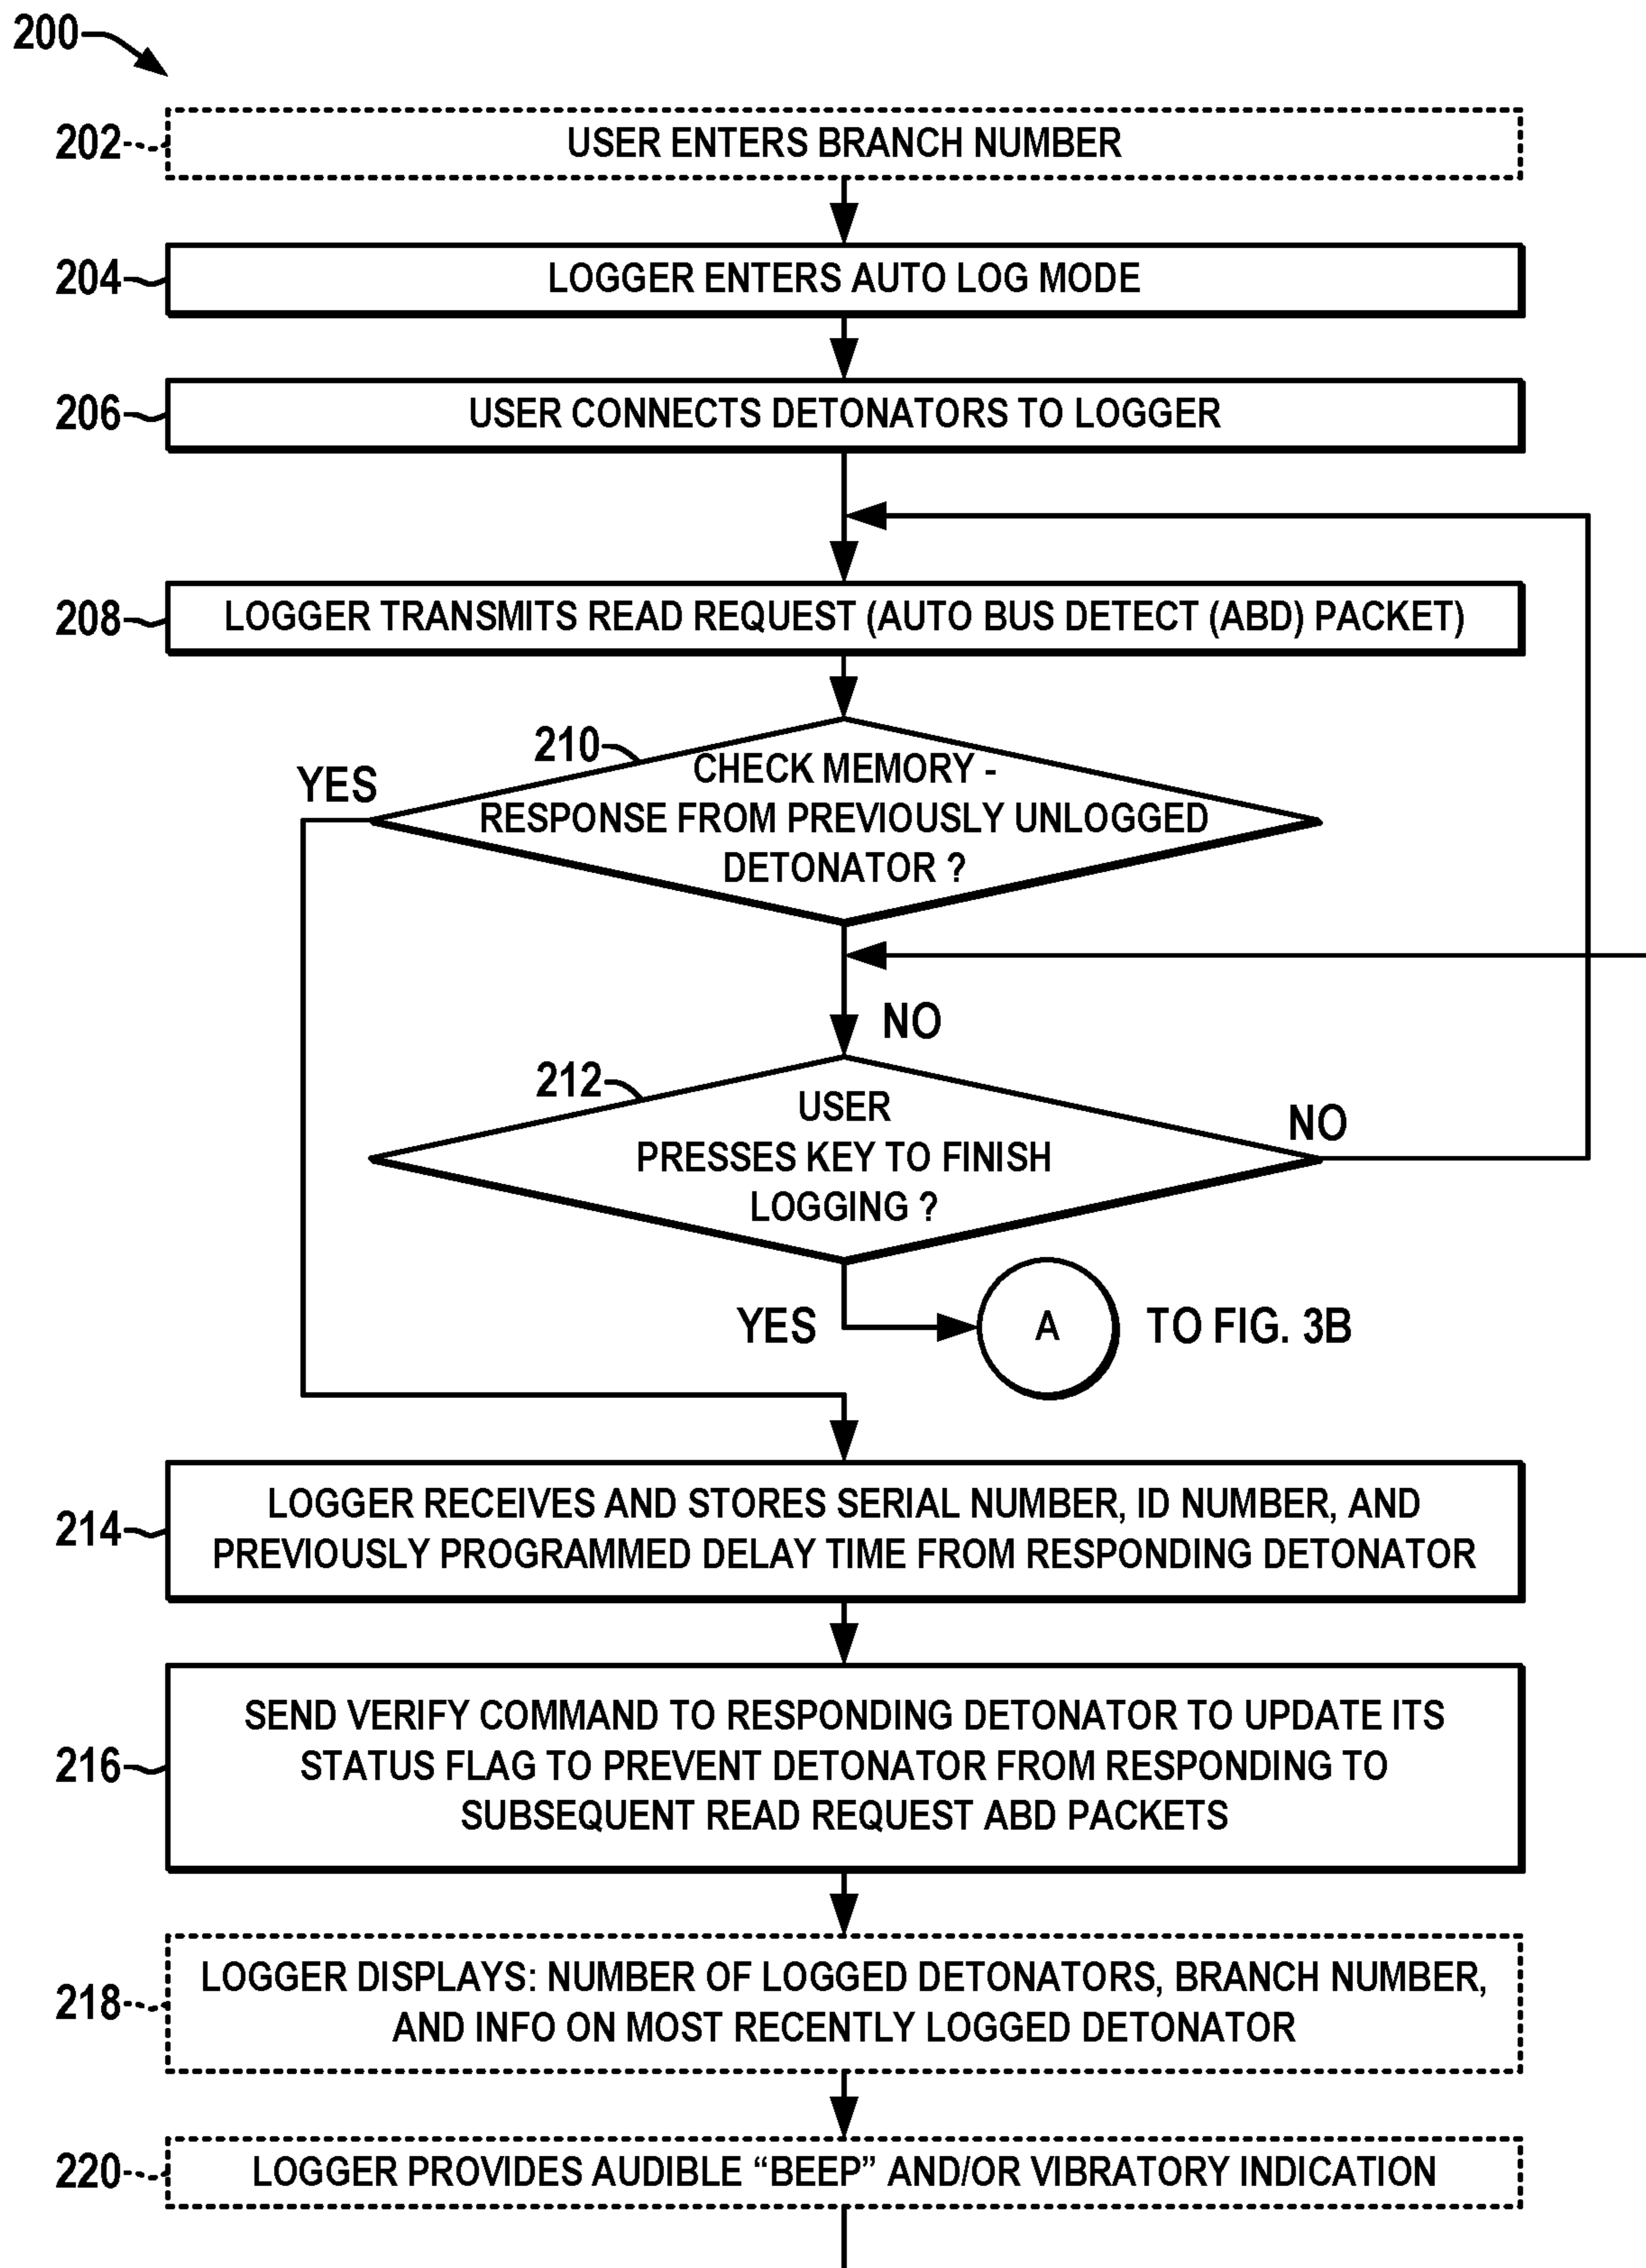 200
202
USER ENTERS BRANCH NUMBER
204
LOGGER ENTERS AUTO LOG MODE
206
USER CONNECTS DETONATORS TO LOGGER
208
LOGGER TRANSMITS READ REQUEST (AUTO BUS DETECT (ABD) PACKET)
210
YES
CHECK MEMORY -
RESPONSE FROM PREVIOUSLY UNLOGGED
DETONATOR ?
NO
212
USER
PRESSES KEY TO FINISH
LOGGING ?
NO
YES
A
TO FIG. 3B
214
LOGGER RECEIVES AND STORES SERIAL NUMBER, ID NUMBER, AND
PREVIOUSLY PROGRAMMED DELAY TIME FROM RESPONDING DETONATOR
216
SEND VERIFY COMMAND TO RESPONDING DETONATOR TO UPDATE ITS
STATUS FLAG TO PREVENT DETONATOR FROM RESPONDING TO
SUBSEQUENT READ REQUEST ABD PACKETS
218
LOGGER DISPLAYS: NUMBER OF LOGGED DETONATORS, BRANCH NUMBER,
AND INFO ON MOST RECENTLY LOGGED DETONATOR
220
LOGGER PROVIDES AUDIBLE “BEEP” AND/OR VIBRATORY INDICATION